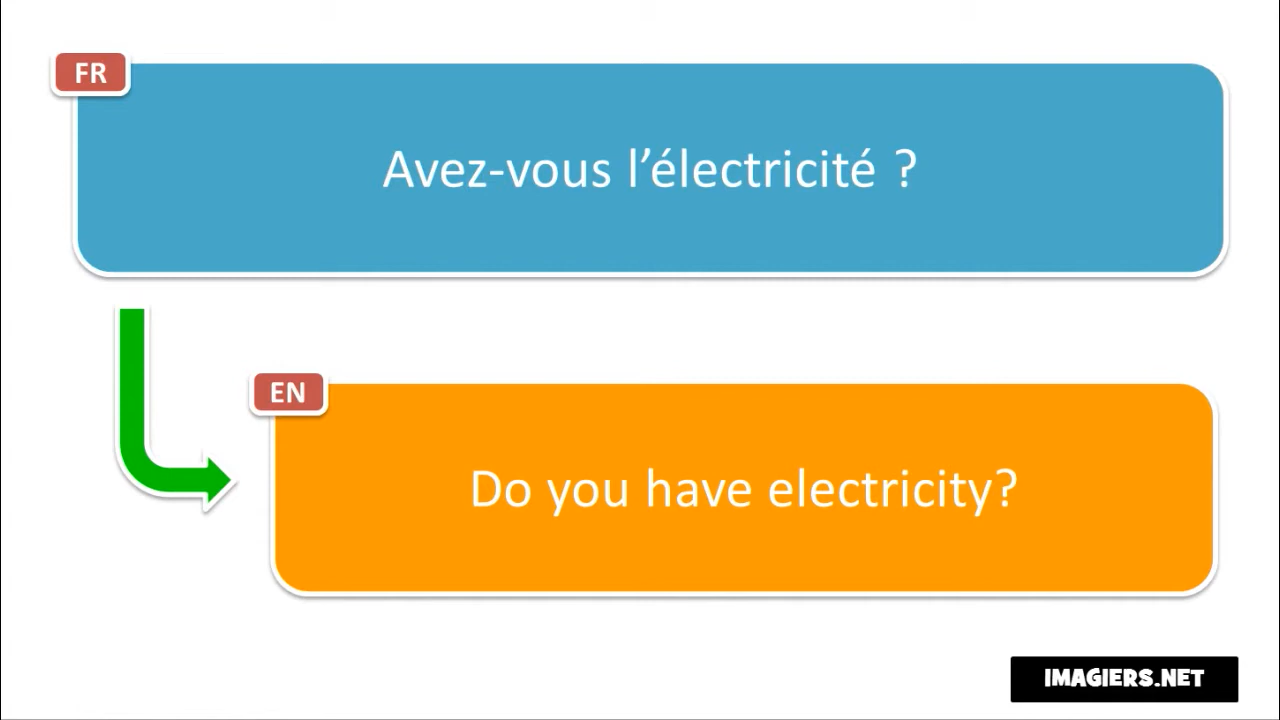 FR
Avez-vous l’électricité ?
EN
Do you have electricity?
IMAGIERS.NET